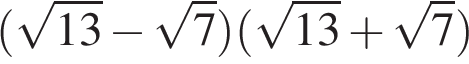 (√13 − √7)(√13 + √7)